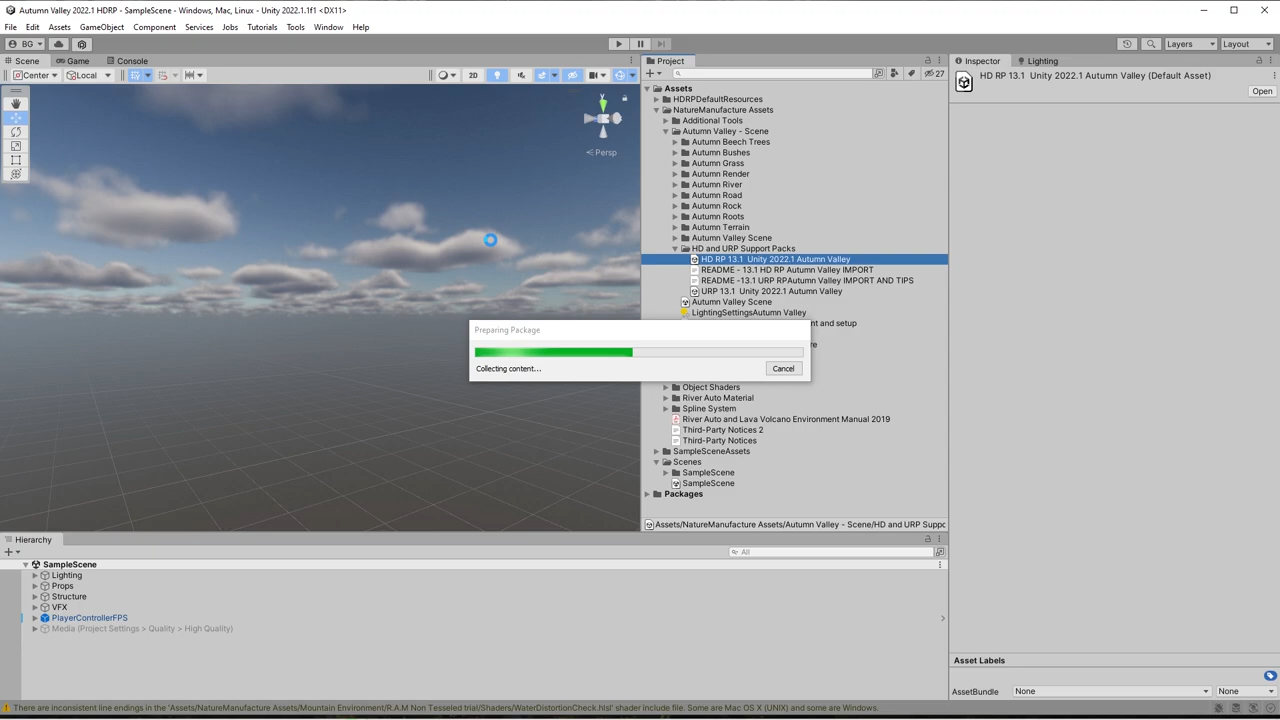 Autumn Valley 2022.1 HDRP - SampleScene - Windows, Mac, Linux - Unity 2022.1.1f1 <DX11>
File Edit Assets GameObject Component Services Jobs Tutorials Tools Window Help
BG Layers Layout
Scene Game Console
Center Local 2D
y
Persp
Project
27
Assets
HDRPDefaultResources
NatureManufacture Assets
Additional Tools
Autumn Valley - Scene
Autumn Beech Trees
Autumn Bushes
Autumn Grass
Autumn Render
Autumn River
Autumn Road
Autumn Rock
Autumn Roots
Autumn Terrain
Autumn Valley Scene
HD and URP Support Packs
HD RP 13.1 Unity 2022.1 Autumn Valley
README - 13.1 HD RP Autumn Valley IMPORT
README -13.1 URP RPAutumn Valley IMPORT AND TIPS
URP 13.1 Unity 2022.1 Autumn Valley
Autumn Valley Scene
LightingSettingsAutumn Valley
nt and setup
re
Object Shaders
River Auto Material
Spline System
River Auto and Lava Volcano Environment Manual 2019
Third-Party Notices 2
Third-Party Notices
SampleSceneAssets
Scenes
SampleScene
SampleScene
Packages
Assets/NatureManufacture Assets/Autumn Valley - Scene/HD and URP Suppo
Preparing Package
Collecting content...
Cancel
Inspector Lighting
HD RP 13.1 Unity 2022.1 Autumn Valley (Default Asset)
Open
Asset Labels
AssetBundle None None
Hierarchy
All
SampleScene
Lighting
Props
Structure
VFX
PlayerControllerFPS
Media (Project Settings > Quality > High Quality)
There are inconsistent line endings in the 'Assets/NatureManufacture Assets/Mountain Environment/R.A.M Non Tesseled trial/Shaders/WaterDistortionCheck.hlsl' shader include file. Some are Mac OS X (UNIX) and some are Windows.